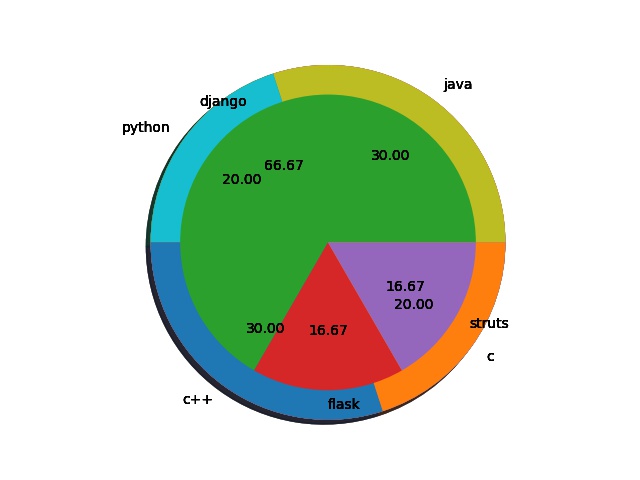 java
django
python
30.00
66.67
20.00
16.67
20.00
struts
30.00
16.67
c
c++
flask